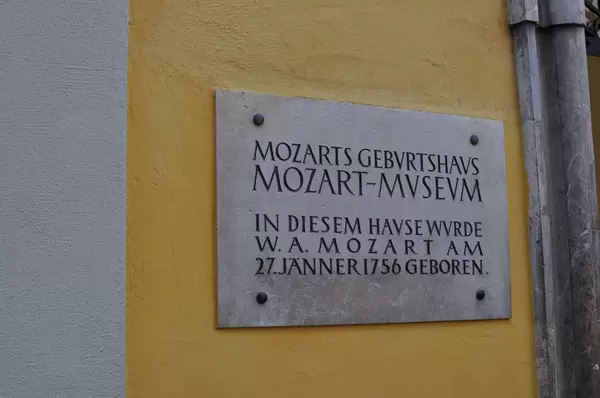 MOZARTS GEBVRTSHAVS
MOZART-MVSEVM
IN DIESEM HAVSE WVRDE
W. A. MOZART AM
27. JÄNNER 1756 GEBOREN.